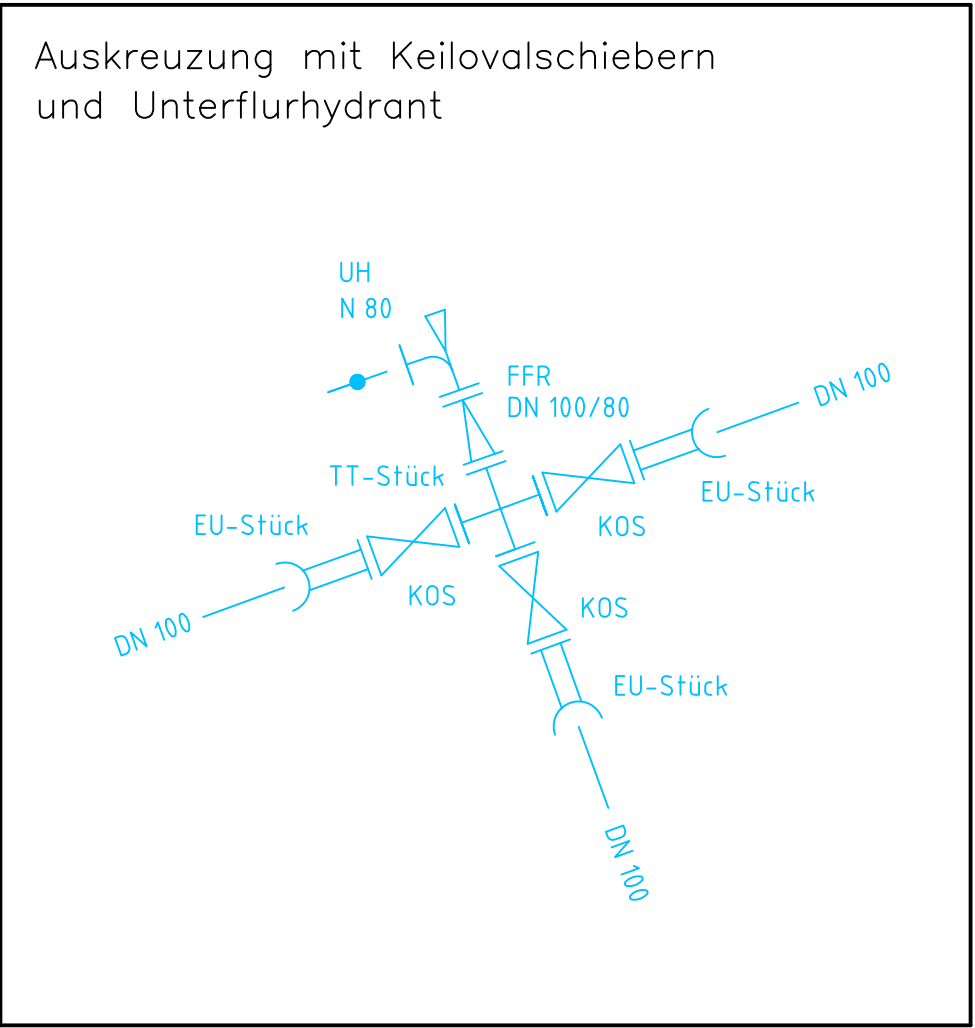 Auskreuzung mit Keilovalschiebern
und Unterflurhydrant
UH
N 80
FFR
DN 100/80
DN 100
TT-Stück
EU-Stück
EU-Stück
KOS
KOS
KOS
DN 100
EU-Stück
DN 100